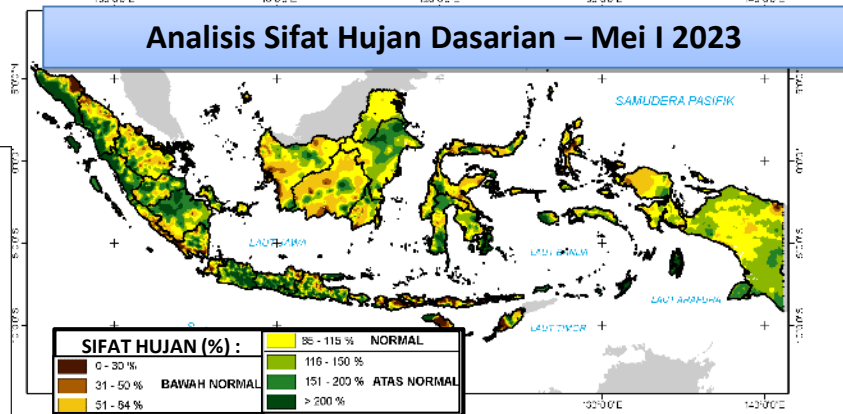 Analisis Sifat Hujan Dasarian – Mei I 2023
SAMUDERA PASIFIK
LAUT JAWA
LAUT BANDA
LAUT ARAFURA
LAUT TIMOR
SIFAT HUJAN (%) :
0 - 30 %
31 - 50 % BAWAH NORMAL
51 - 84 %
85 - 115 % NORMAL
116 - 150 %
151 - 200 % ATAS NORMAL
> 200 %